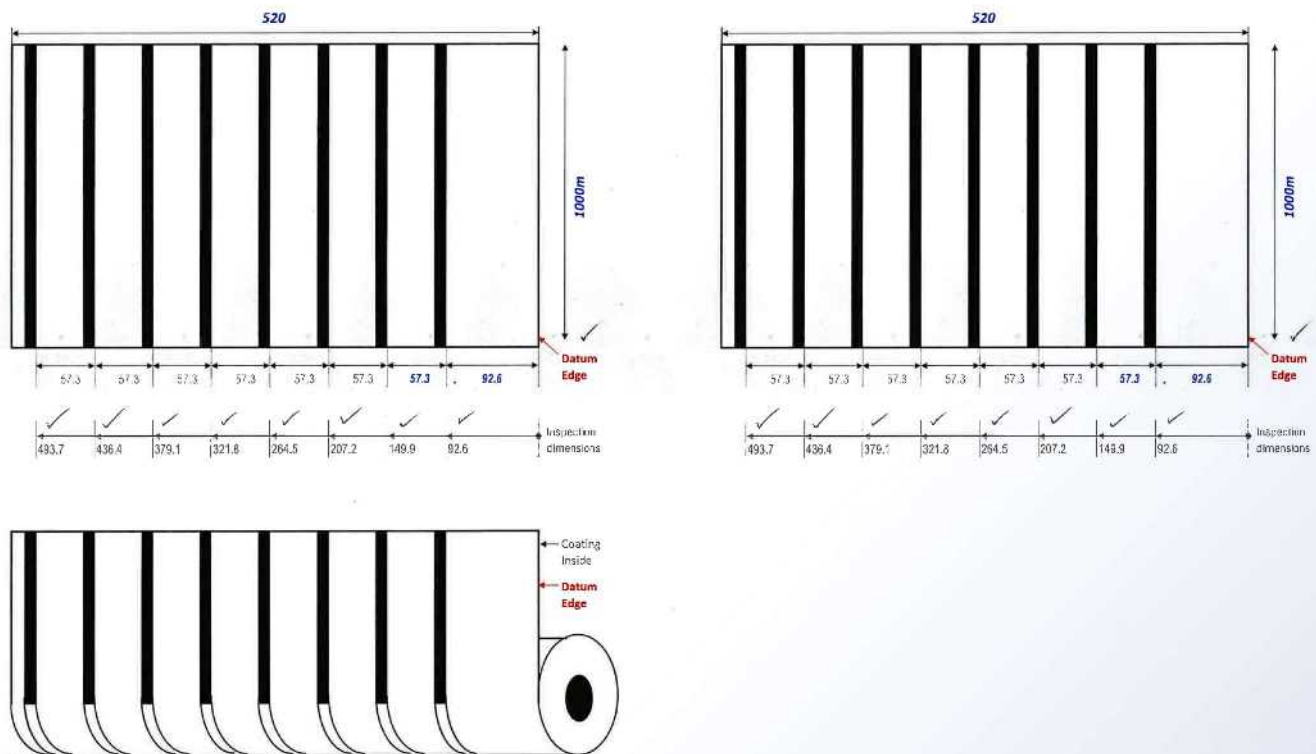 520
520
1000m
1000m
Datum
Edge
Datum
Edge
57.3 57.3 57.3 57.3 57.3 57.3 57.3 92.6
57.3 57.3 57.3 57.3 57.3 57.3 57.3 92.6
Inspection
dimensions
493.7 436.4 379.1 321.8 264.5 207.2 149.9 92.6
Inspection
dimensions
493.7 436.4 379.1 321.8 264.5 207.2 149.9 92.6
Coating
Inside
Datum
Edge